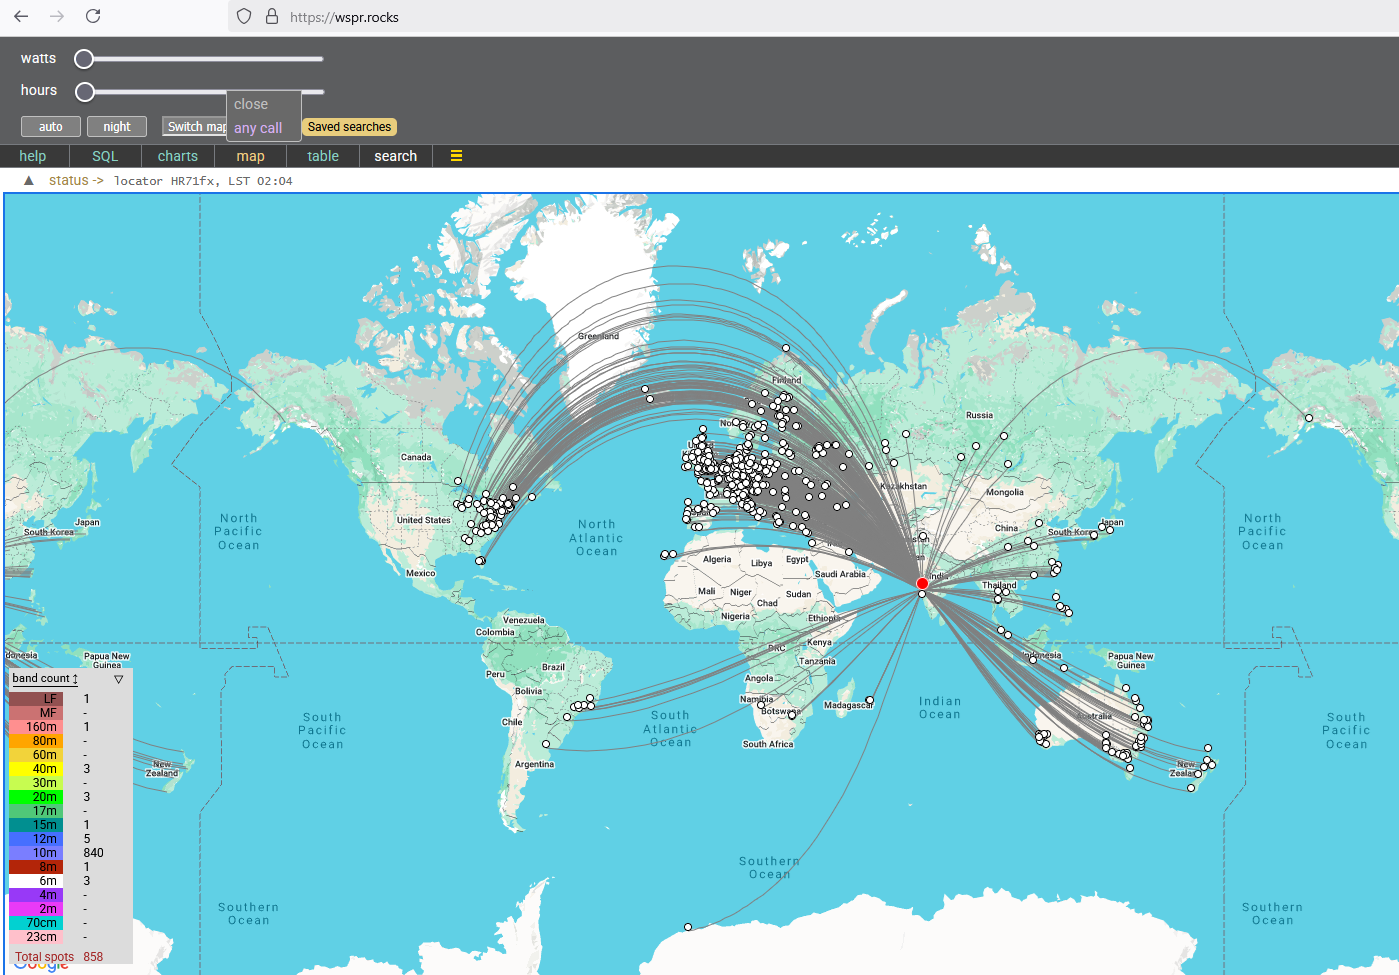 https://wspr.rocks
watts
hours
close
auto
night
Switch map
any call
Saved searches
help
SQL
charts
map
table
search
status ->
locator HR71fx, LST 02:04
Greenland
Finland
Russia
Canada
Kazakhstan
Mongolia
United States
China
Japan
South Korea
Japan
South Korea
North
Pacific
Ocean
North
Atlantic
Ocean
North
Pacific
Ocean
Mexico
Algeria
Libya
Egypt
Saudi Arabia
India
Thailand
Mali
Niger
Chad
Sudan
Nigeria
Ethiopia
Venezuela
Colombia
DRC
Kenya
Tanzania
Indonesia
Papua New
Guinea
Papua New
Guinea
Brazil
Peru
Bolivia
Angola
Namibia
Botswana
Madagascar
Indian
Ocean
Australia
Chile
South
Pacific
Ocean
South
Atlantic
Ocean
South Africa
South
Pacific
Ocean
Argentina
New
Zealand
New
Zealand
Southern
Ocean
Southern
Ocean
Southern
Ocean
band count ↕ ▽
LF 1
MF -
160m 1
80m -
60m -
40m 3
30m -
20m 3
17m -
15m 1
12m 5
10m 840
8m 1
6m 3
4m -
2m -
70cm -
23cm -
Total spots 858
Google